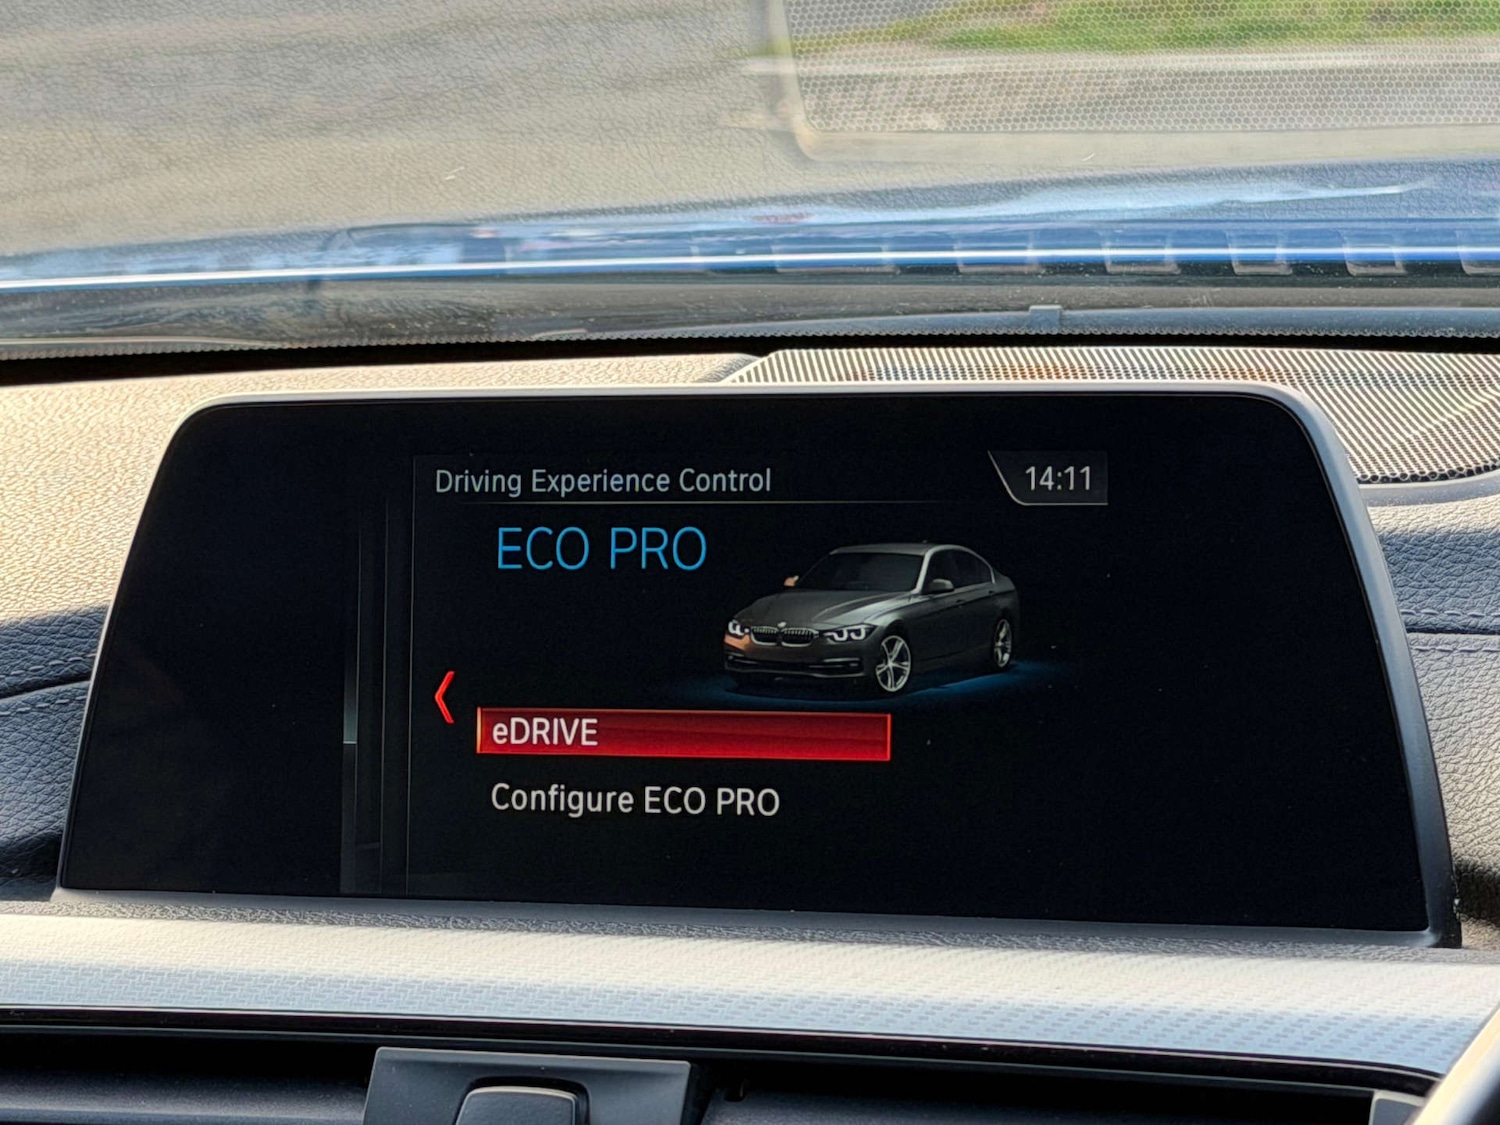 Driving Experience Control
14:11
ECO PRO
eDRIVE
Configure ECO PRO